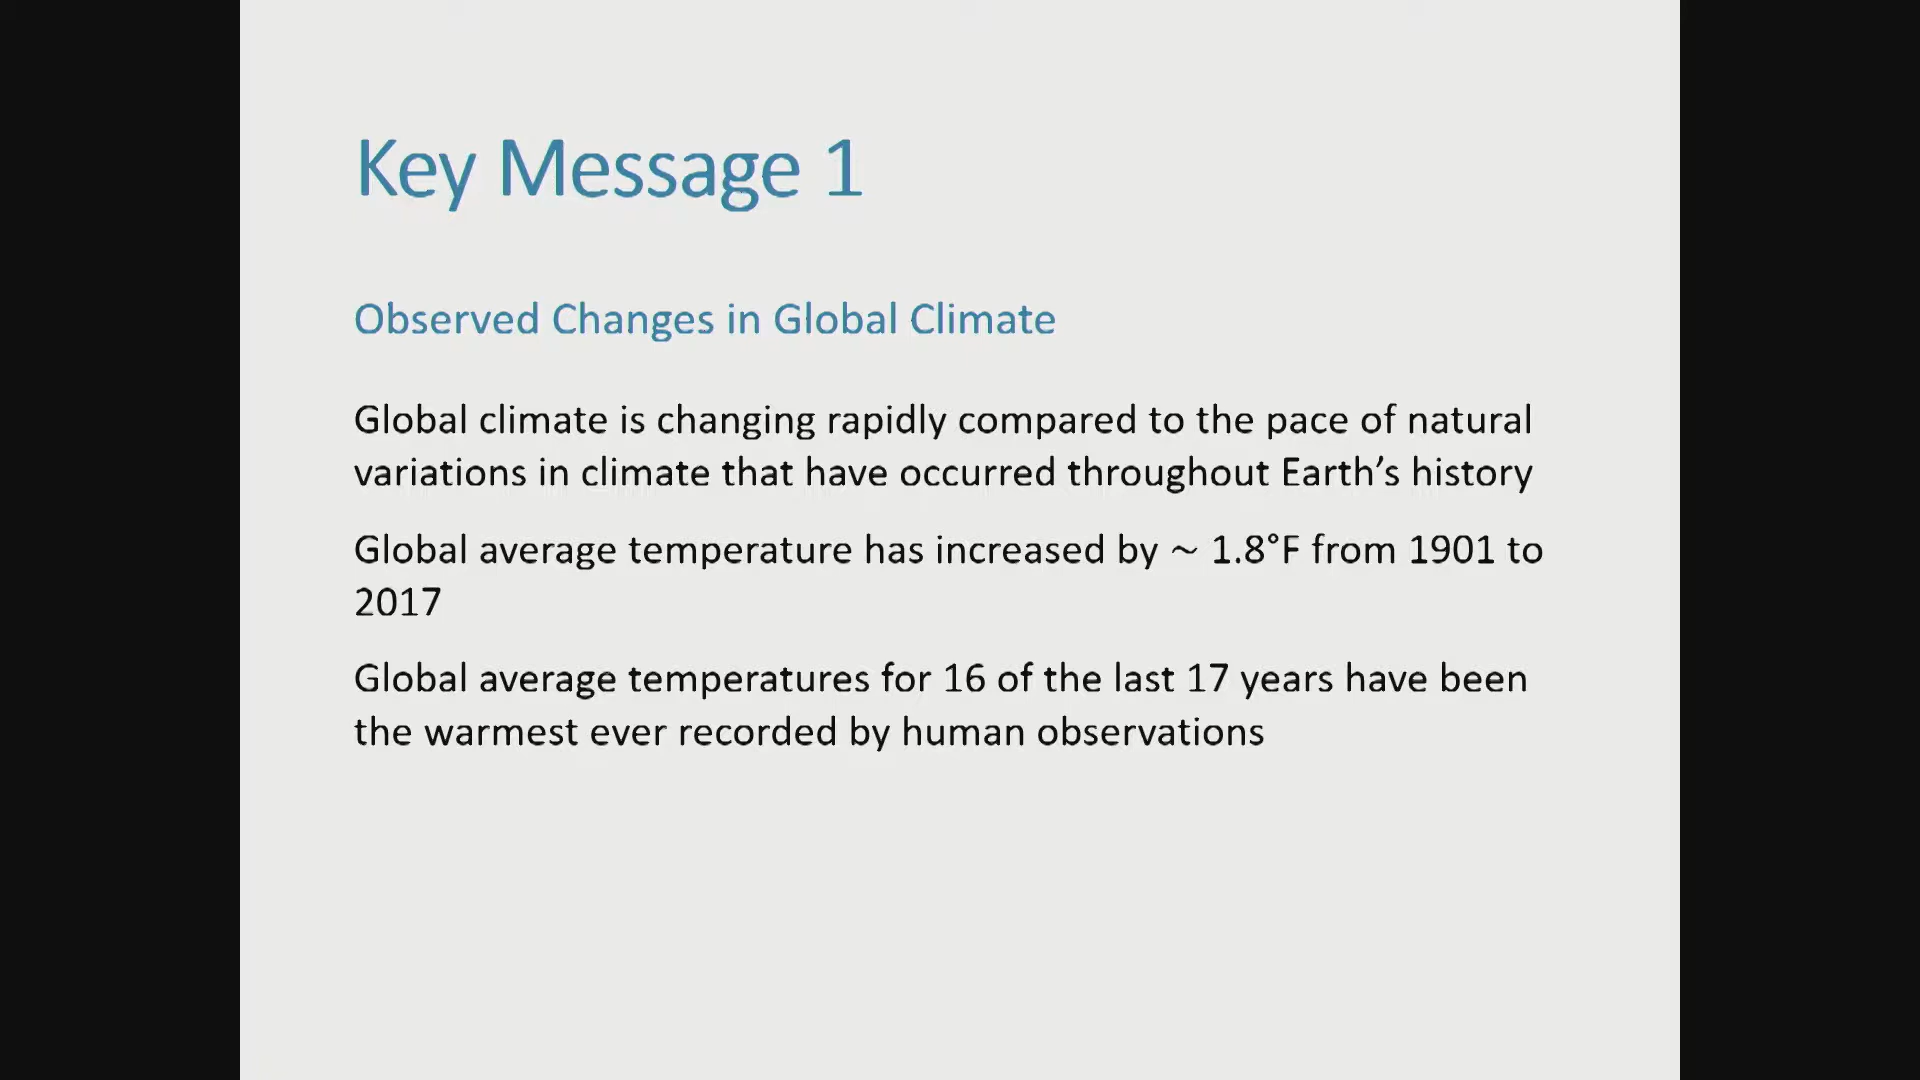 Key Message 1
Observed Changes in Global Climate
Global climate is changing rapidly compared to the pace of natural
variations in climate that have occurred throughout Earth’s history
Global average temperature has increased by ~ 1.8°F from 1901 to
2017
Global average temperatures for 16 of the last 17 years have been
the warmest ever recorded by human observations